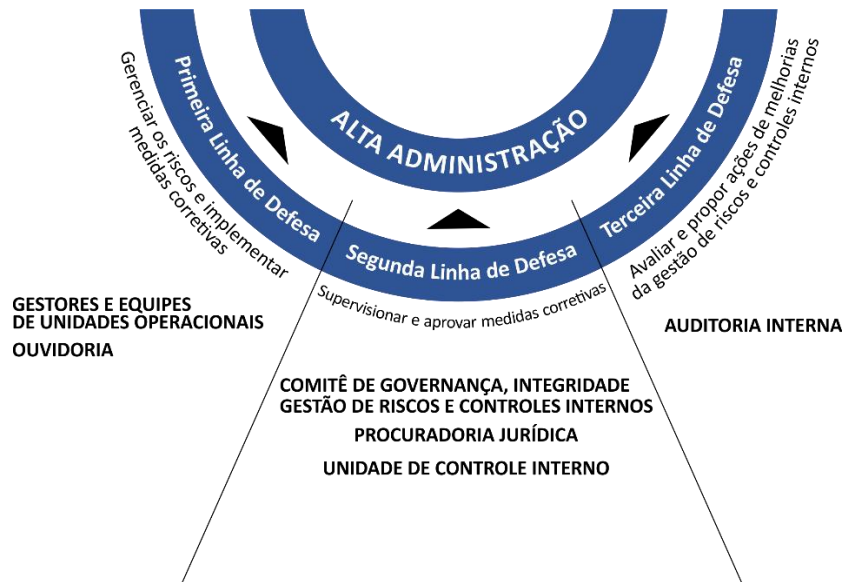 ALTA ADMINISTRAÇÃO
Primeira Linha de Defesa
Gerenciar os riscos e implementar
medidas corretivas
Segunda Linha de Defesa
Supervisionar e aprovar medidas corretivas
Terceira Linha de Defesa
Avaliar e propor ações de melhorias
da gestão de riscos e controles internos
GESTORES E EQUIPES
DE UNIDADES OPERACIONAIS
OUVIDORIA
COMITÊ DE GOVERNANÇA, INTEGRIDADE
GESTÃO DE RISCOS E CONTROLES INTERNOS
PROCURADORIA JURÍDICA
UNIDADE DE CONTROLE INTERNO
AUDITORIA INTERNA